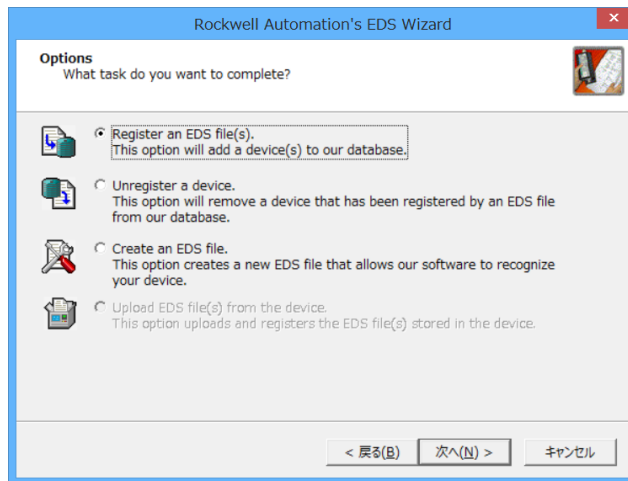 Rockwell Automation's EDS Wizard
Options
What task do you want to complete?
Register an EDS file(s).
This option will add a device(s) to our database.
Unregister a device.
This option will remove a device that has been registered by an EDS file
from our database.
Create an EDS file.
This option creates a new EDS file that allows our software to recognize
your device.
Upload EDS file(s) from the device.
This option uploads and registers the EDS file(s) stored in the device.
< 戻る(B)
次へ(N) >
キャンセル